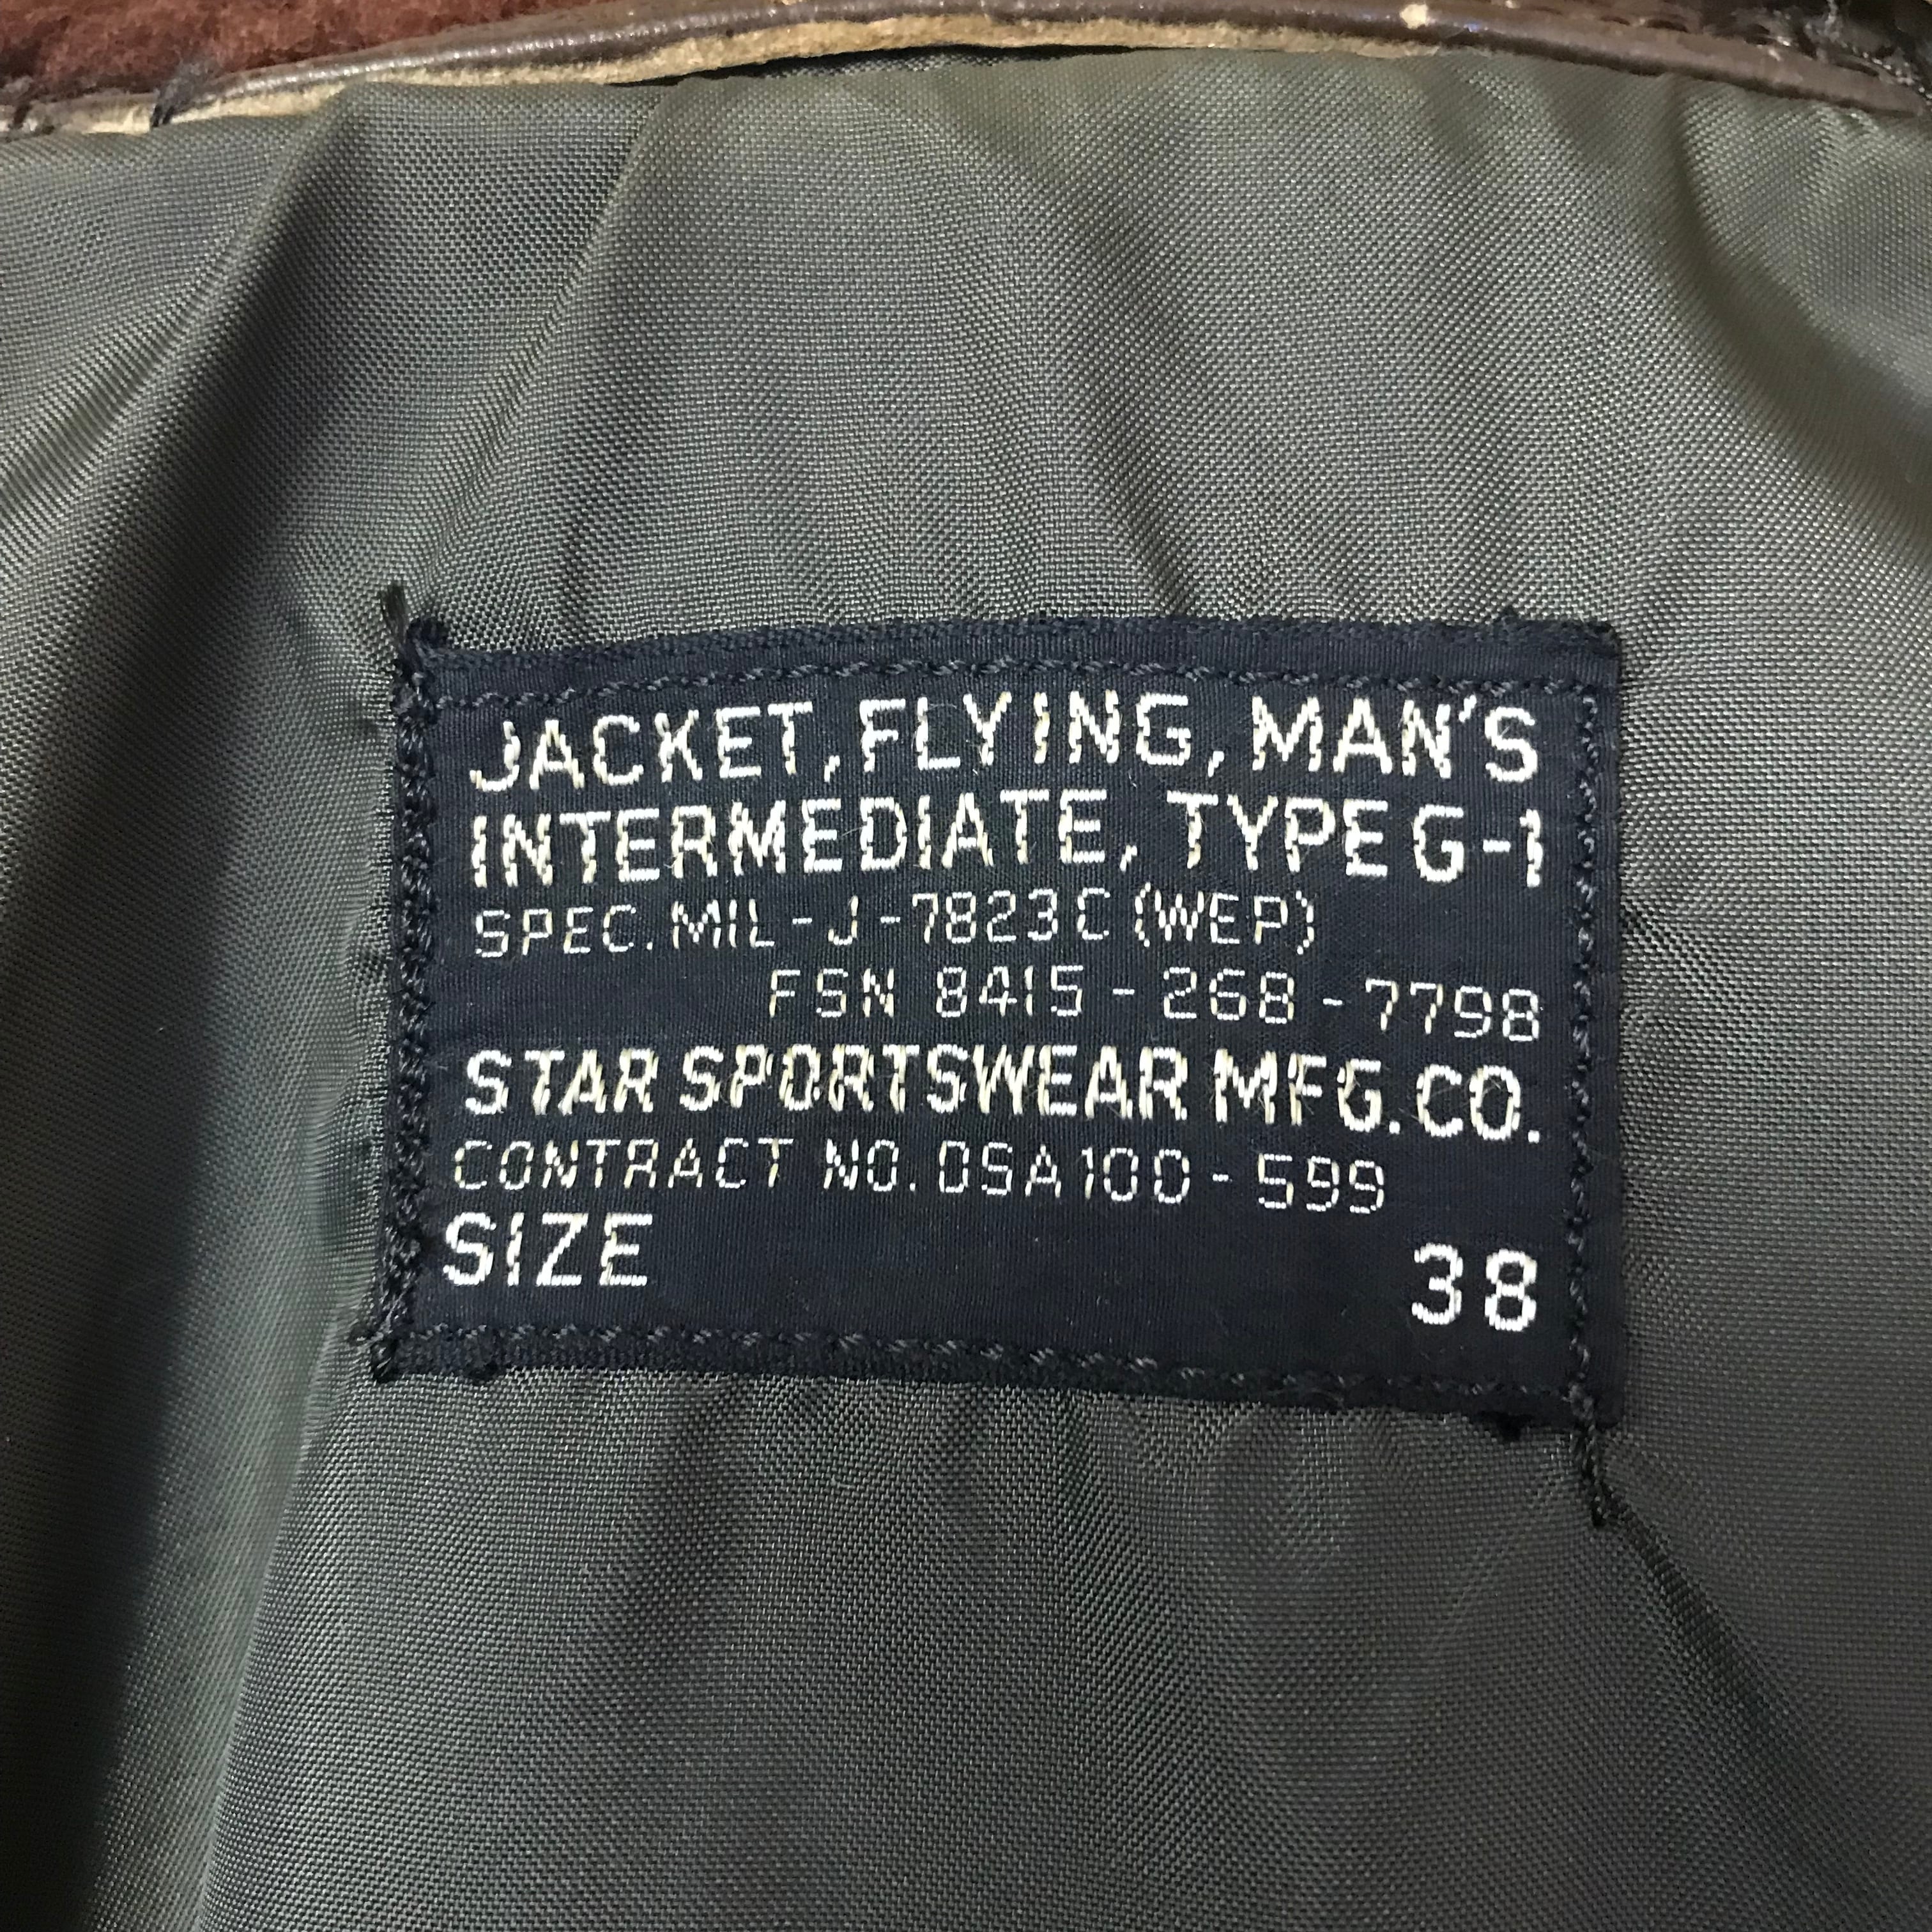 JACKET, FLYING, MAN'S
INTERMEDIATE, TYPE G-1
SPEC. MIL-J-7823C (WEP)
FSN 8415-268-7798
STAR SPORTSWEAR MFG. CO.
CONTRACT NO. DSA100-599
SIZE 38